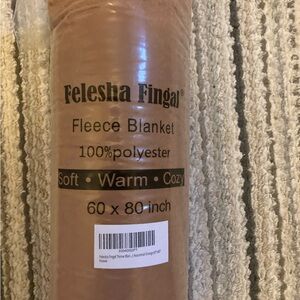 Felesha Fingal®
Fleece Blanket
100%polyester
Soft • Warm • Cozy
60 x 80 inch